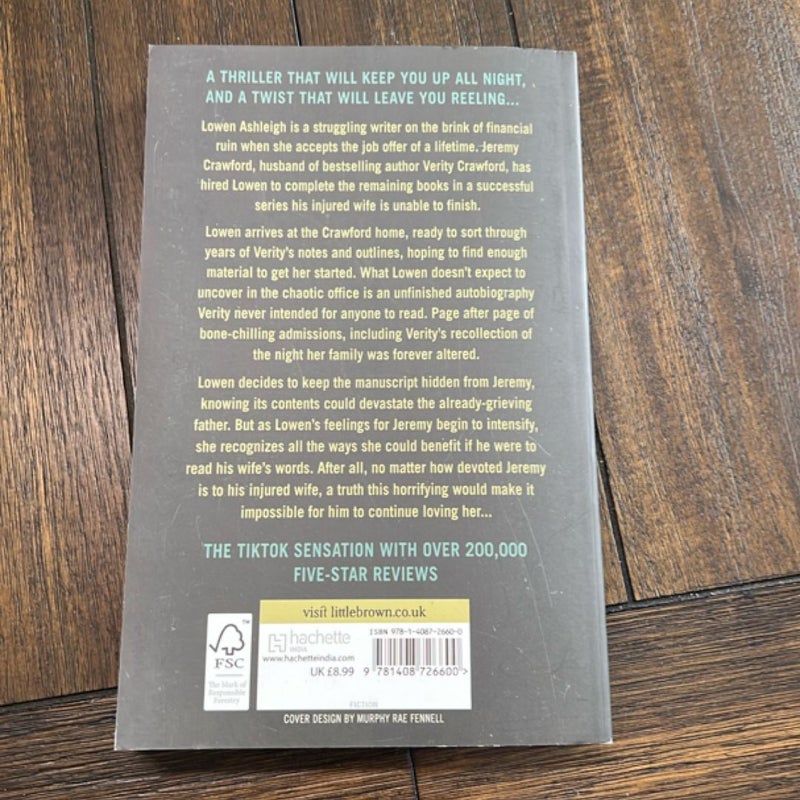 A THRILLER THAT WILL KEEP YOU UP ALL NIGHT,
AND A TWIST THAT WILL LEAVE YOU REELING...
Lowen Ashleigh is a struggling writer on the brink of financial
ruin when she accepts the job offer of a lifetime. Jeremy
Crawford, husband of bestselling author Verity Crawford, has
hired Lowen to complete the remaining books in a successful
series his injured wife is unable to finish.
Lowen arrives at the Crawford home, ready to sort through
years of Verity's notes and outlines, hoping to find enough
material to get her started. What Lowen doesn't expect to
uncover in the chaotic office is an unfinished autobiography
Verity never intended for anyone to read. Page after page of
bone-chilling admissions, including Verity's recollection of
the night her family was forever altered.
Lowen decides to keep the manuscript hidden from Jeremy,
knowing its contents could devastate the already-grieving
father. But as Lowen's feelings for Jeremy begin to intensify,
she recognizes all the ways she could benefit if he were to
read his wife's words. After all, no matter how devoted Jeremy
is to his injured wife, a truth this horrifying would make it
impossible for him to continue loving her...
THE TIKTOK SENSATION WITH OVER 200,000
FIVE-STAR REVIEWS
visit littlebrown.co.uk
TM
FSC
The Mark of
Responsible
Forestry
hachette
INDIA
www.hachetteindia.com
UK £8.99
ISBN 978-1-4087-2660-0
9 781408 726600 >
FICTION
COVER DESIGN BY MURPHY RAE FENNELL